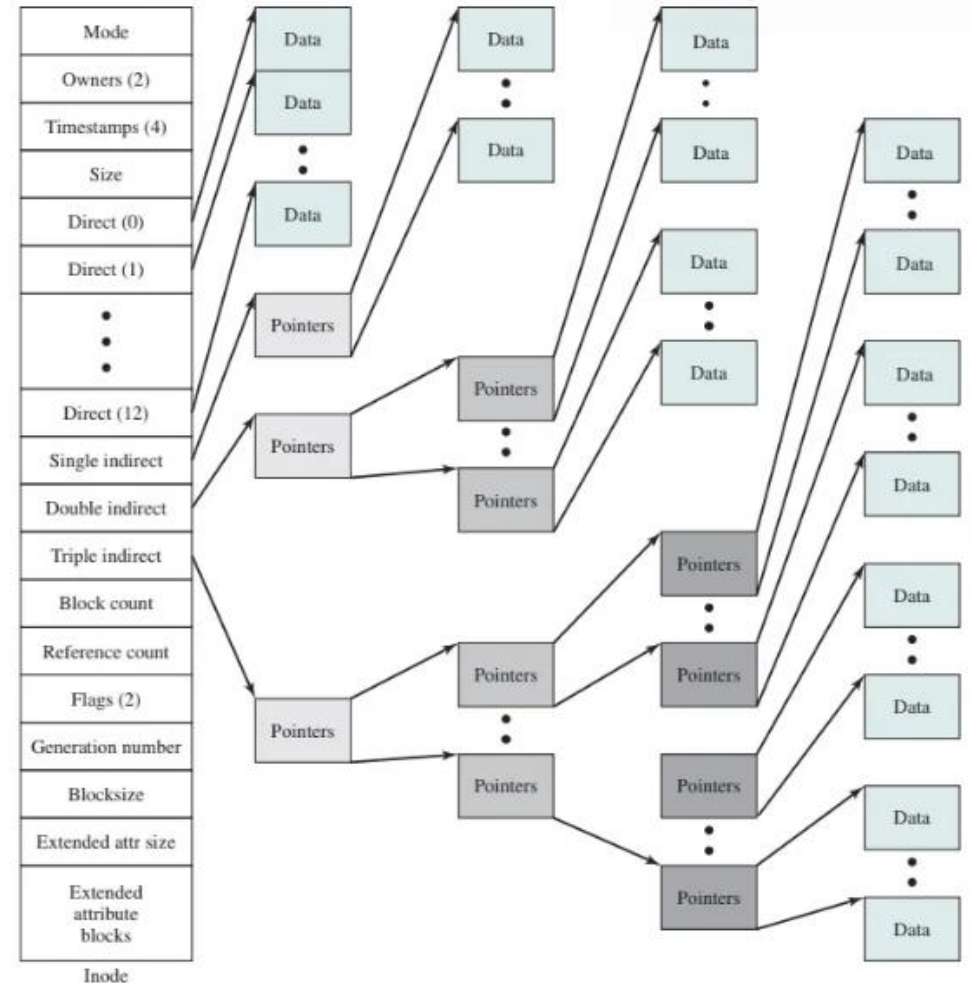 Mode
Owners (2)
Timestamps (4)
Size
Direct (0)
Direct (1)
Direct (12)
Single indirect
Double indirect
Triple indirect
Block count
Reference count
Flags (2)
Generation number
Blocksize
Extended attr size
Extended
attribute
blocks
Inode
Data
Data
Data
Pointers
Pointers
Pointers
Data
Data
Pointers
Pointers
Pointers
Pointers
Data
Data
Data
Data
Pointers
Pointers
Pointers
Pointers
Data
Data
Data
Data
Data
Data
Data
Data